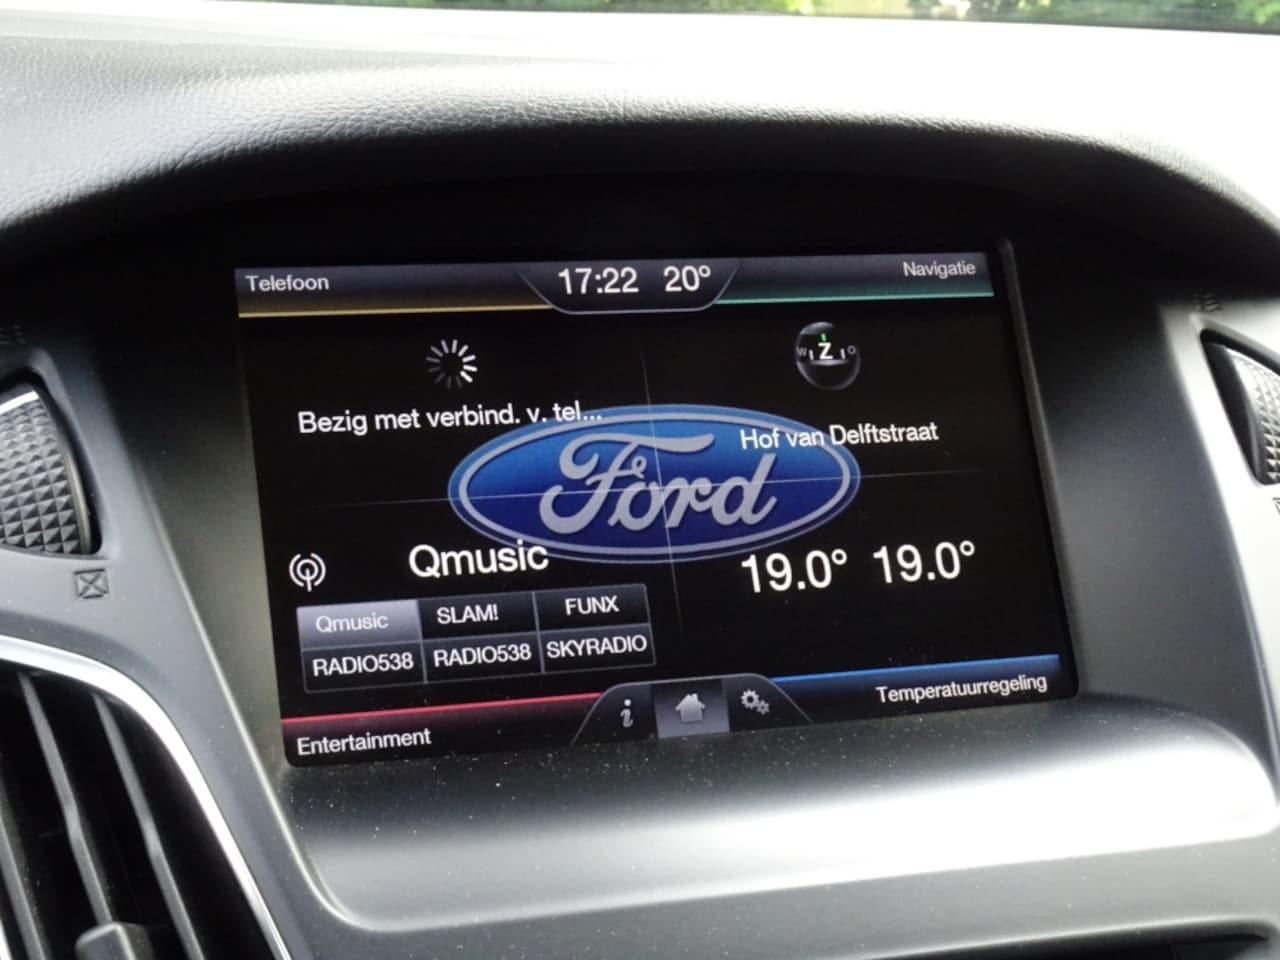 Telefoon
17:22 20°
Navigatie
W Z O
Bezig met verbind. v. tel...
Hof van Delftstraat
Ford
Qmusic
19.0° 19.0°
Qmusic SLAM! FUNX
RADIO538 RADIO538 SKYRADIO
i
Entertainment
Temperatuurregeling